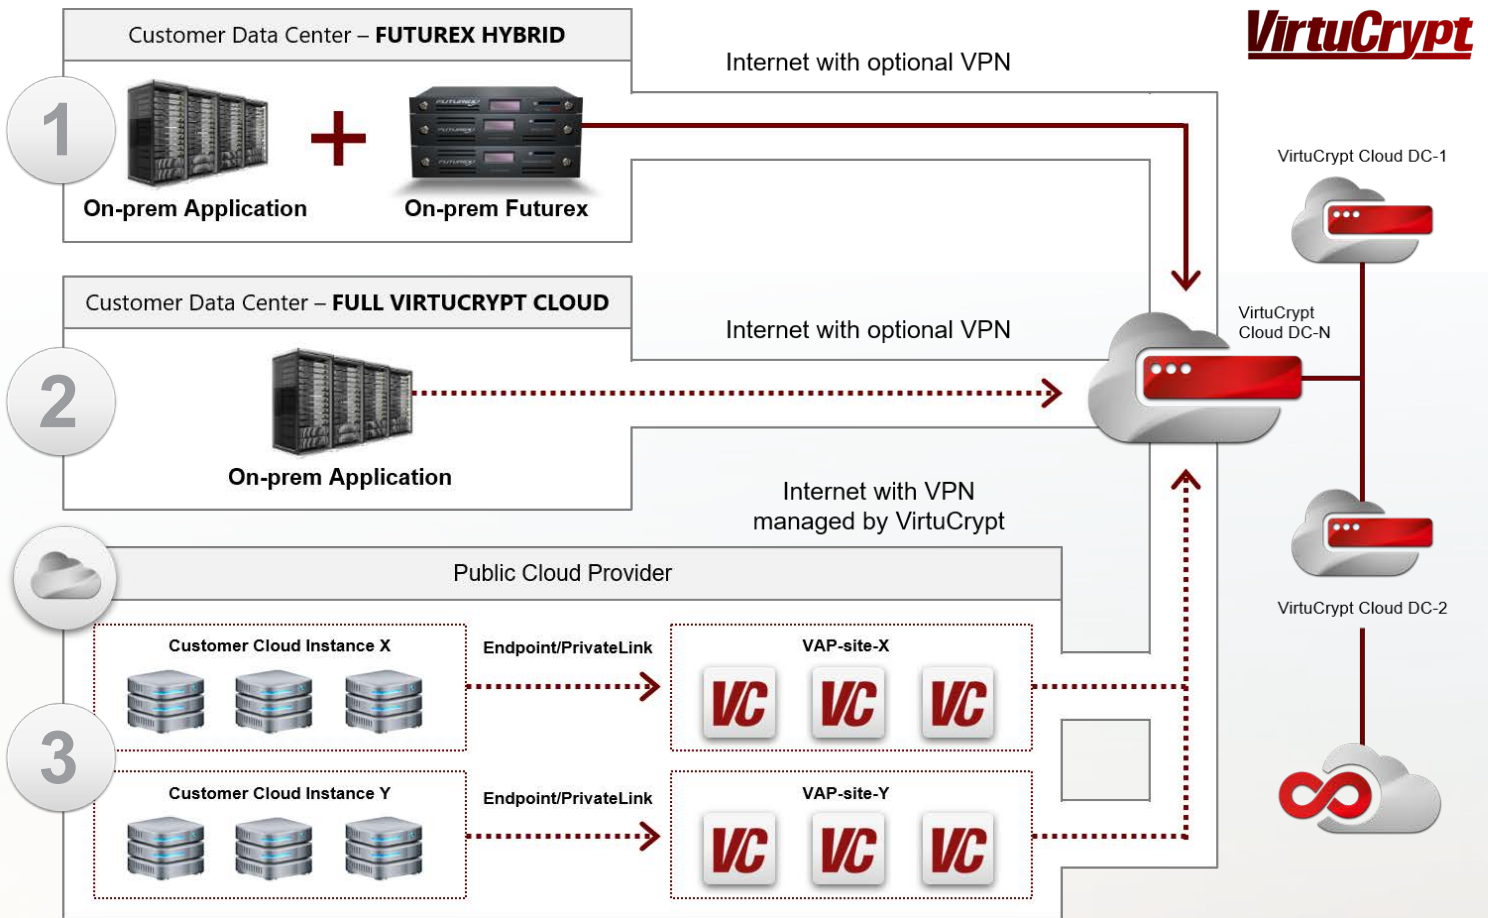 Customer Data Center – FUTUREX HYBRID
VirtuCrypt
Internet with optional VPN
1
FUTUREX
FUTUREX
FUTUREX
On-prem Application
On-prem Futurex
VirtuCrypt Cloud DC-1
Customer Data Center – FULL VIRTUCRYPT CLOUD
Internet with optional VPN
VirtuCrypt
Cloud DC-N
2
On-prem Application
Internet with VPN
managed by VirtuCrypt
Public Cloud Provider
VirtuCrypt Cloud DC-2
3
Customer Cloud Instance X
Endpoint/PrivateLink
VAP-site-X
VC
VC
VC
Customer Cloud Instance Y
Endpoint/PrivateLink
VAP-site-Y
VC
VC
VC